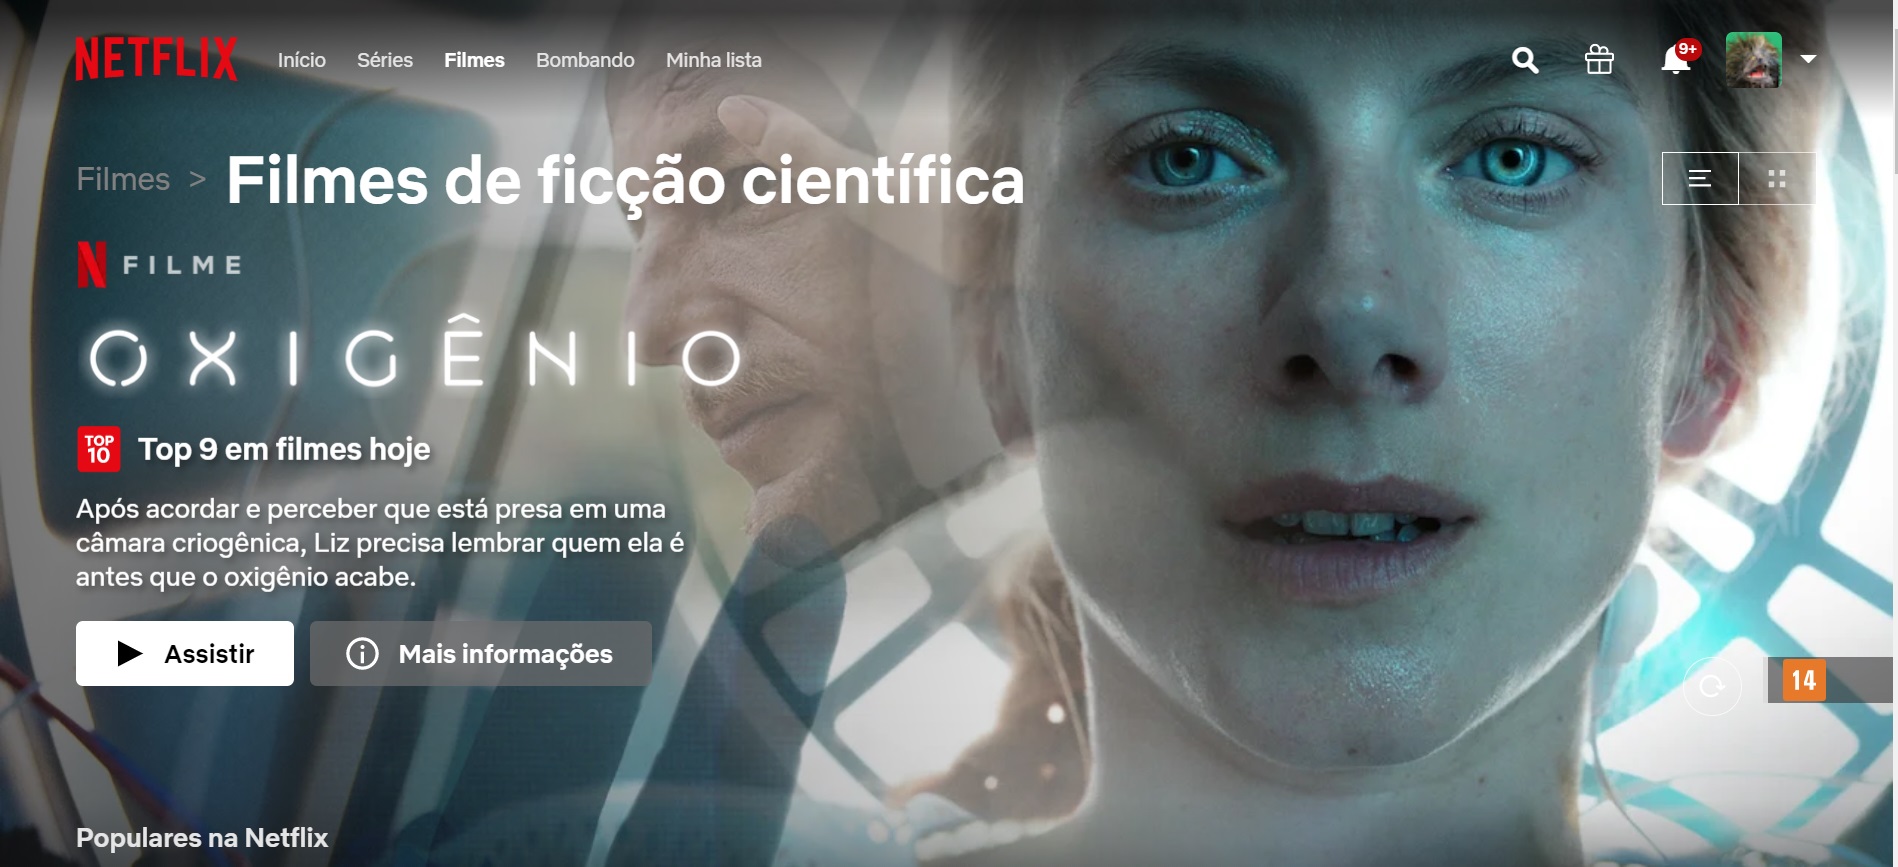 NETFLIX
Início Séries Filmes Bombando Minha lista
9+
Filmes > Filmes de ficção científica
N FILME
OXIGÊNIO
TOP 10 Top 9 em filmes hoje
Após acordar e perceber que está presa em uma
câmara criogênica, Liz precisa lembrar quem ela é
antes que o oxigênio acabe.
Assistir Mais informações
14
Populares na Netflix